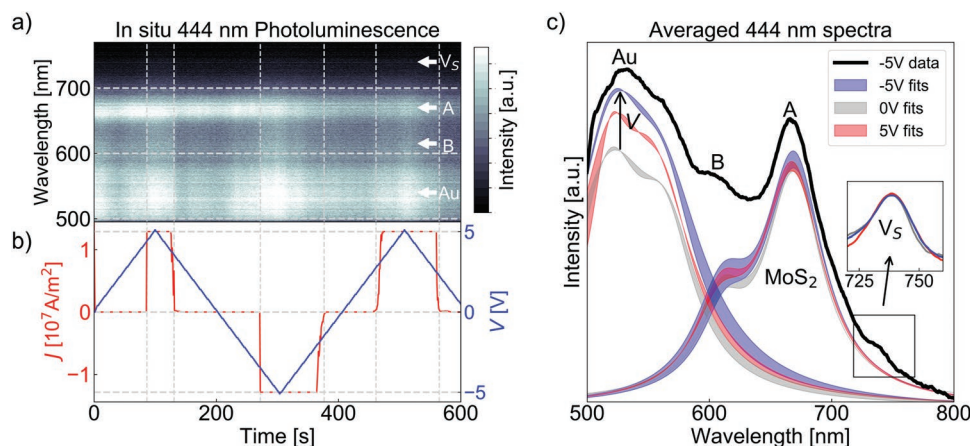 a) In situ 444 nm Photoluminescence
Wavelength [nm]
700
600
500
V_S
A
B
Au
Intensity [a.u.]
b)
J [10^7A/m^2]
1
0
−1
5
0
−5
V [V]
0 200 400 600
Time [s]
c) Averaged 444 nm spectra
Intensity [a.u.]
Au
V
B
A
MoS_2
-5V data
-5V fits
0V fits
5V fits
V_S
720 750
500 600 700 800
Wavelength [nm]